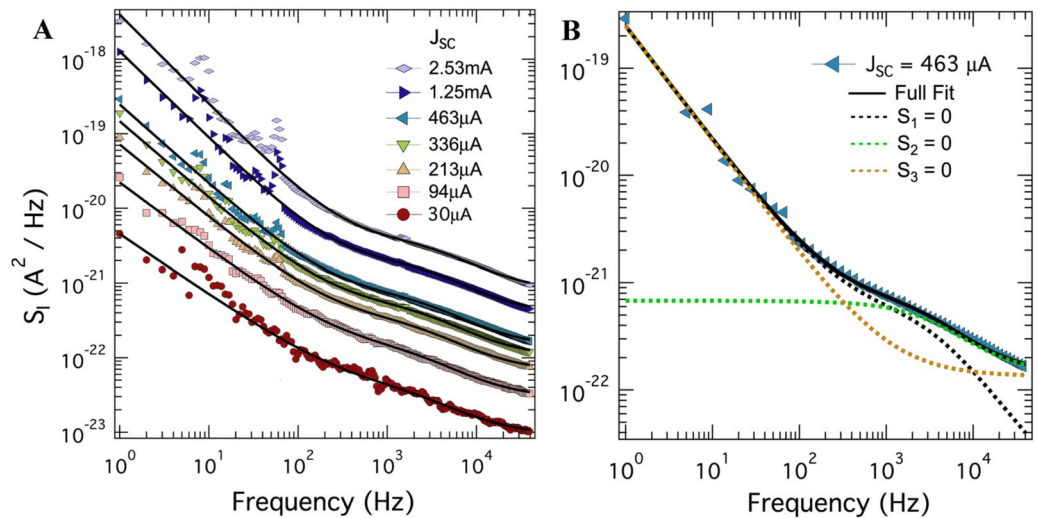 A
J_SC
2.53mA
1.25mA
463μA
336μA
213μA
94μA
30μA
S_I (A^2 / Hz)
10^-18
10^-19
10^-20
10^-21
10^-22
10^-23
10^0 10^1 10^2 10^3 10^4
Frequency (Hz)
B
J_SC = 463 μA
Full Fit
S_1 = 0
S_2 = 0
S_3 = 0
10^-19
10^-20
10^-21
10^-22
10^0 10^1 10^2 10^3 10^4
Frequency (Hz)